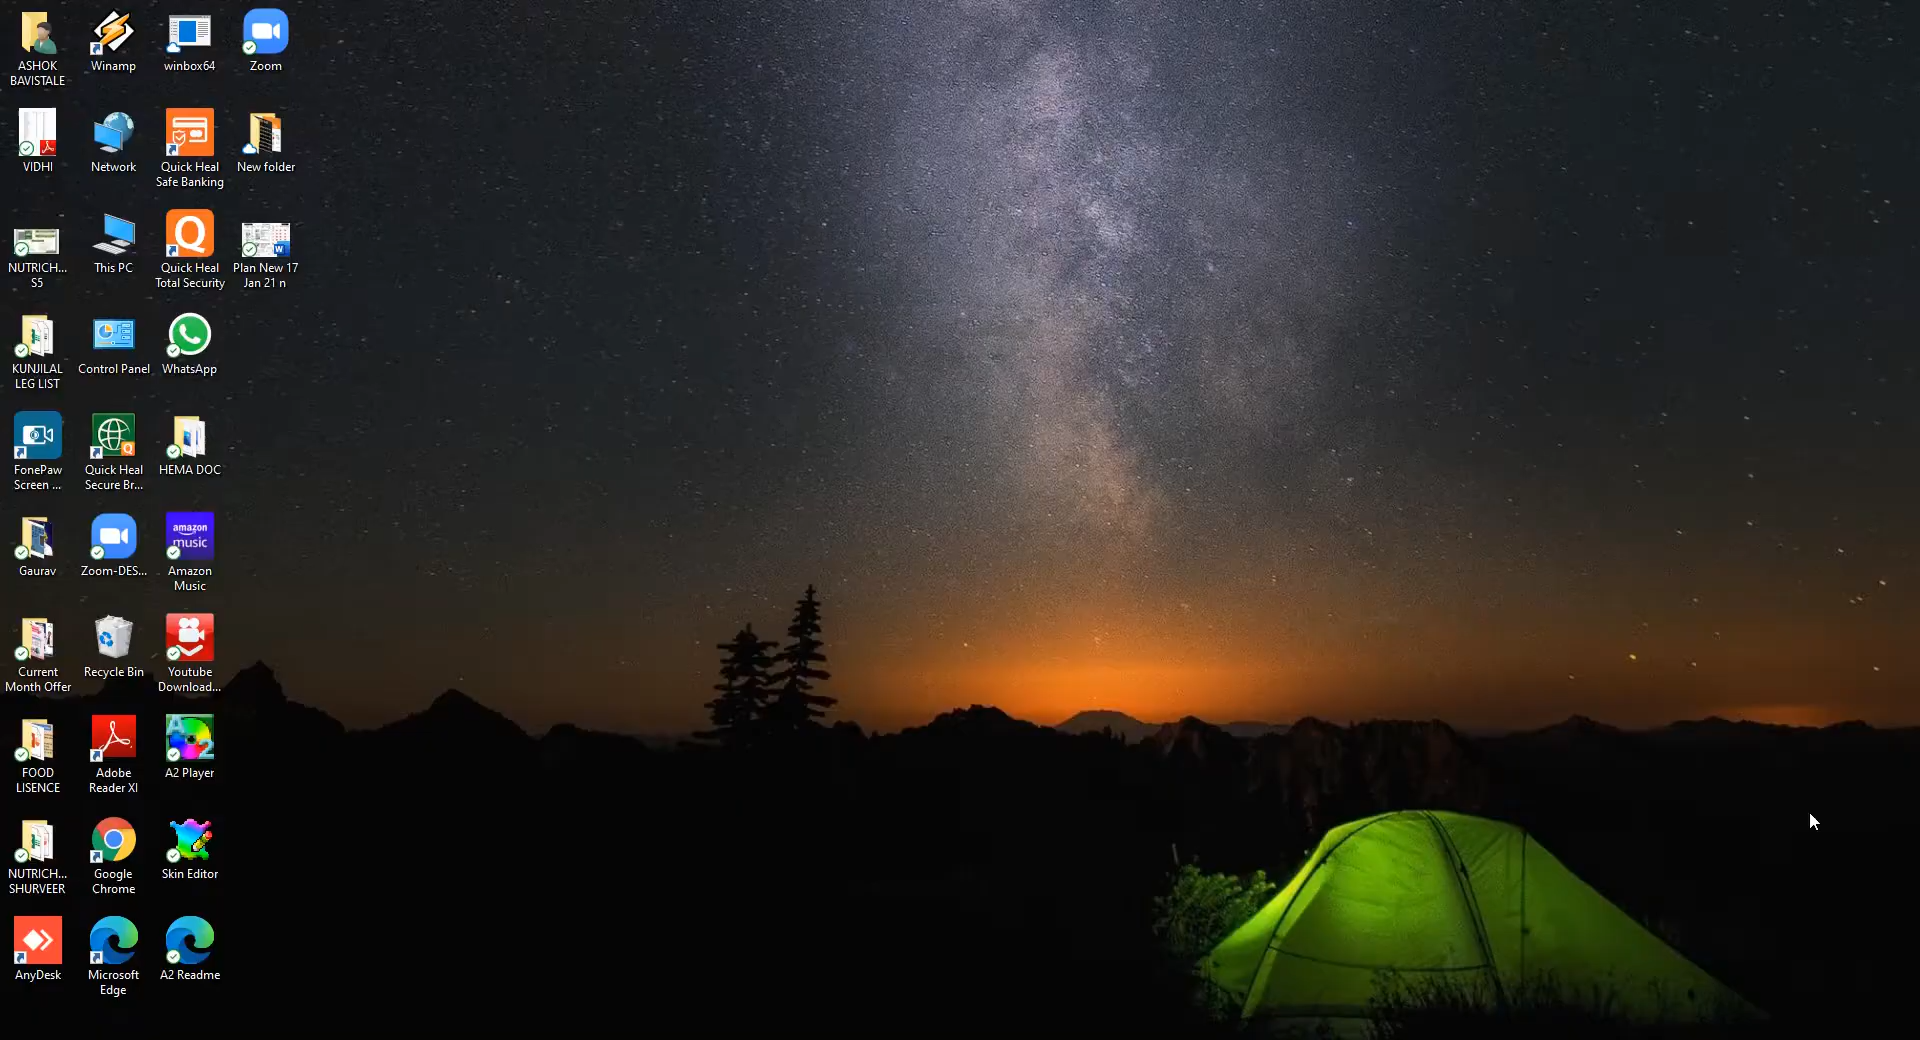 ASHOK
BAVISTALE
Winamp
winbox64
Zoom
VIDHI
Network
Quick Heal
Safe Banking
New folder
NUTRICH...
S5
This PC
Quick Heal
Total Security
Plan New 17
Jan 21 n
KUNJILAL
LEG LIST
Control Panel
WhatsApp
FonePaw
Screen ...
Quick Heal
Secure Br...
HEMA DOC
Gaurav
Zoom-DES...
amazon
music
Amazon
Music
Current
Month Offer
Recycle Bin
Youtube
Download...
FOOD
LISENCE
Adobe
Reader XI
A2 Player
NUTRICH...
SHURVEER
Google
Chrome
Skin Editor
AnyDesk
Microsoft
Edge
A2 Readme